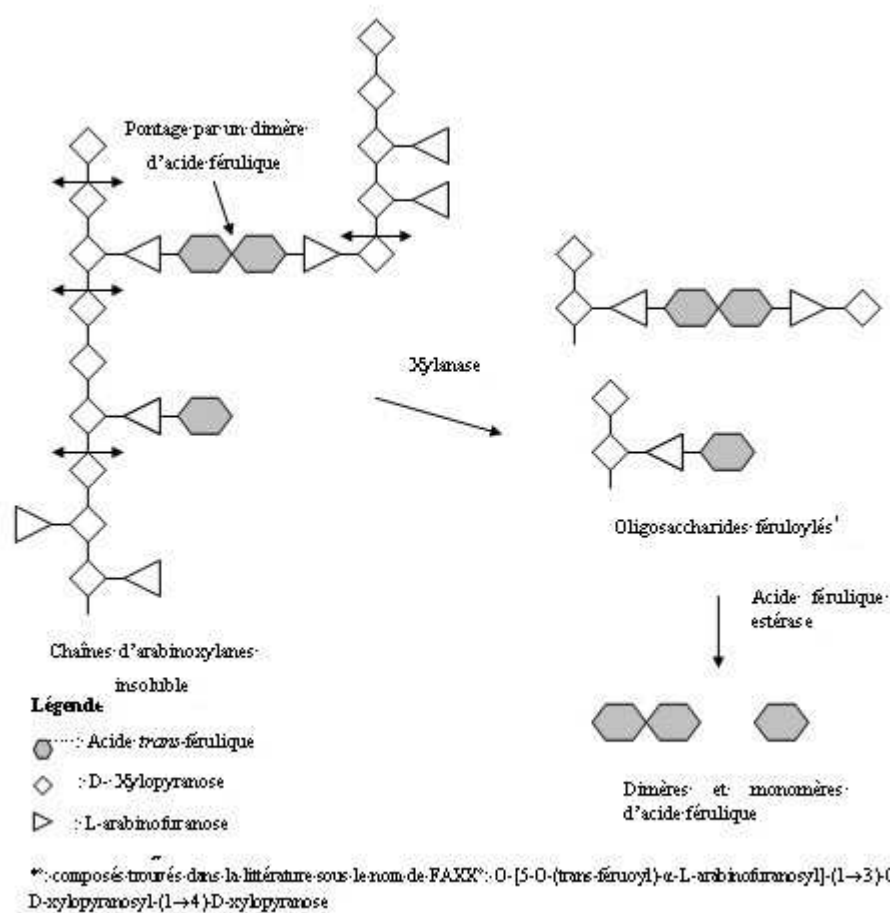 Pontage par un dimère
d'acide férulique
Xylanase
Oligosaccharides féruloylés
Acide férulique
estérase
Chaînes d'arabinoxylanes
insoluble
Légende
: Acide trans-férulique
: D- Xylopyranose
: L-arabinofuranose
Dimères et monomères
d'acide férulique
composés trouvés dans la littérature sous le nom de FAXX°: O-[5-O-(trans-féruoyl)-α-L-arabinofuranosyl]-(1→3)-
D-xylopyranosyl-(1→4)-D-xylopyranose